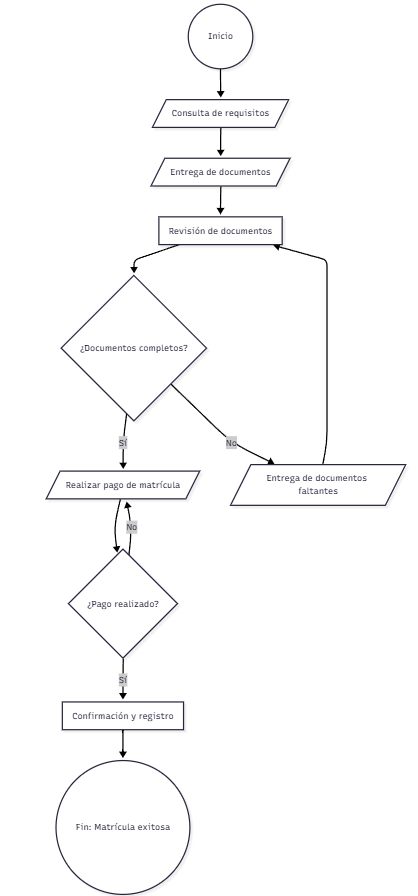 Inicio
Consulta de requisitos
Entrega de documentos
Revisión de documentos
¿Documentos completos?
Sí
No
Realizar pago de matrícula
Entrega de documentos
faltantes
No
¿Pago realizado?
Sí
Confirmación y registro
Fin: Matrícula exitosa